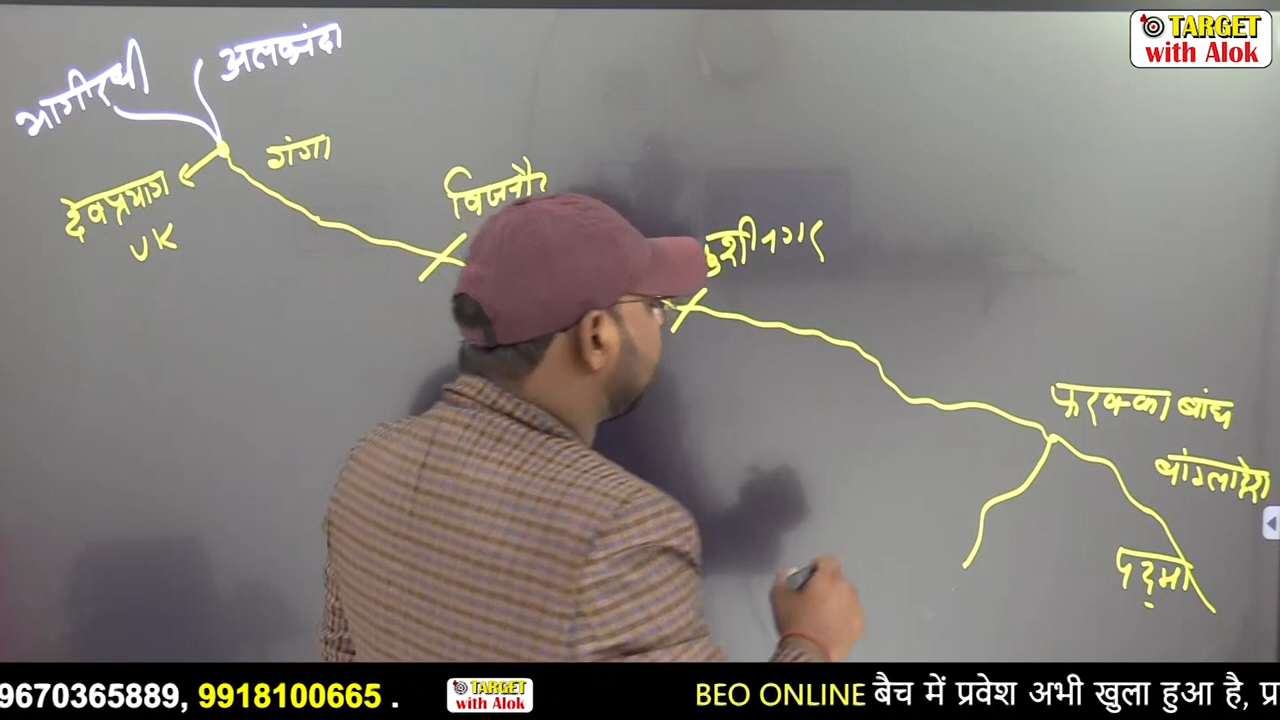 TARGET
with Alok
भागीरथी
अलकनंदा
देवप्रयाग
UK
गंगा
बिजनौर
कुशीनगर
फरक्का बांध
बांग्लादेश
पद्मा
9670365889, 9918100665 .
TARGET
with Alok
BEO ONLINE बैच में प्रवेश अभी खुला हुआ है, प्र